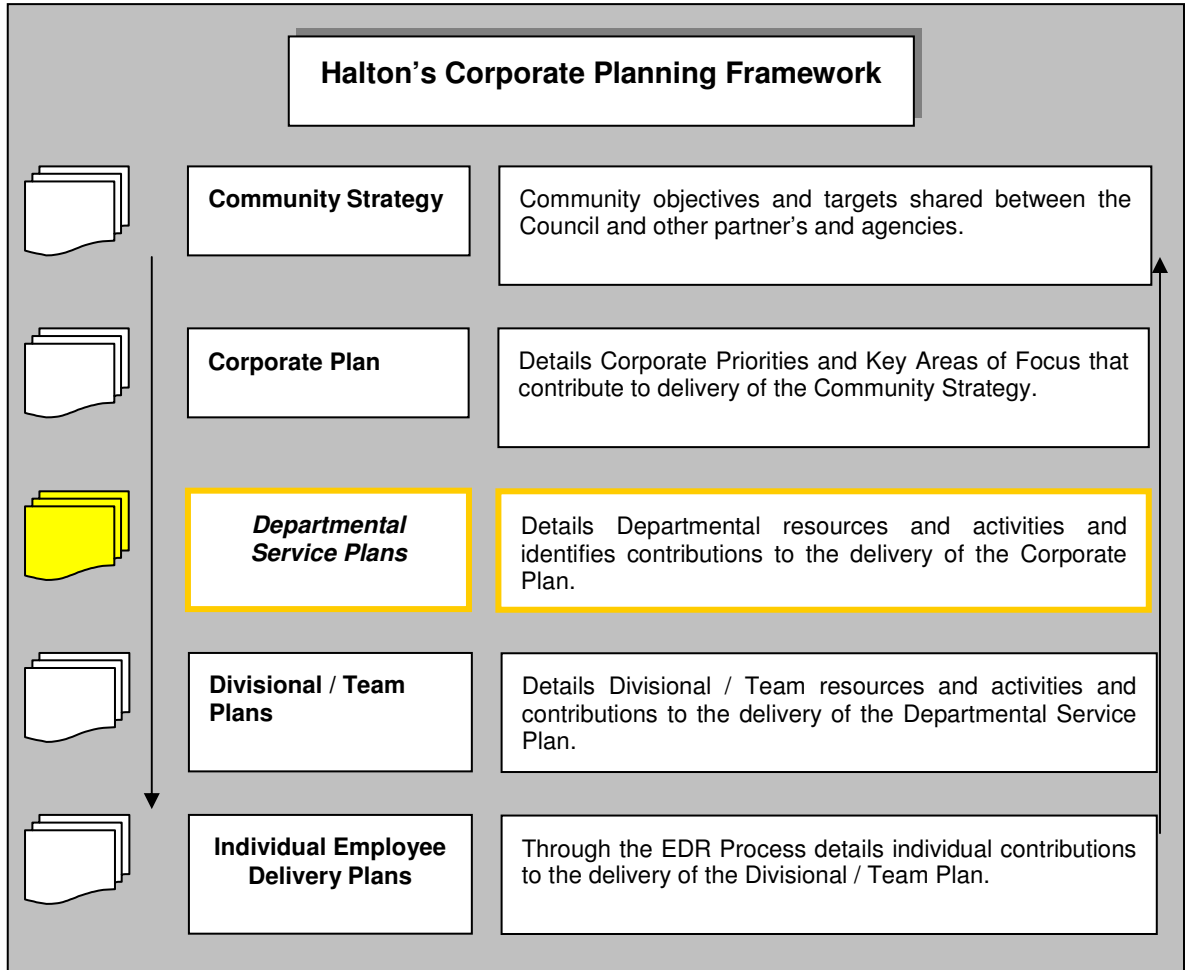 Halton’s Corporate Planning Framework
Community Strategy
Community objectives and targets shared between the
Council and other partner’s and agencies.
Corporate Plan
Details Corporate Priorities and Key Areas of Focus that
contribute to delivery of the Community Strategy.
Departmental
Service Plans
Details Departmental resources and activities and
identifies contributions to the delivery of the Corporate
Plan.
Divisional / Team
Plans
Details Divisional / Team resources and activities and
contributions to the delivery of the Departmental Service
Plan.
Individual Employee
Delivery Plans
Through the EDR Process details individual contributions
to the delivery of the Divisional / Team Plan.